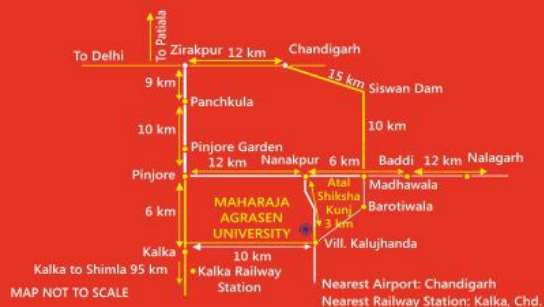 To Patiala
Zirakpur
12 km
Chandigarh
To Delhi
15 km
9 km
Siswan Dam
Panchkula
10 km
10 km
Pinjore Garden
12 km
Nanakpur
6 km
Baddi
12 km
Nalagarh
Pinjore
Atal
Shiksha
Kunj
3 km
Madhawala
MAHARAJA
AGRASEN
UNIVERSITY
Barotiwala
6 km
Vill. Kalujhanda
Kalka
10 km
Kalka to Shimla 95 km
Kalka Railway
Station
MAP NOT TO SCALE
Nearest Airport: Chandigarh
Nearest Railway Station: Kalka, Chd.